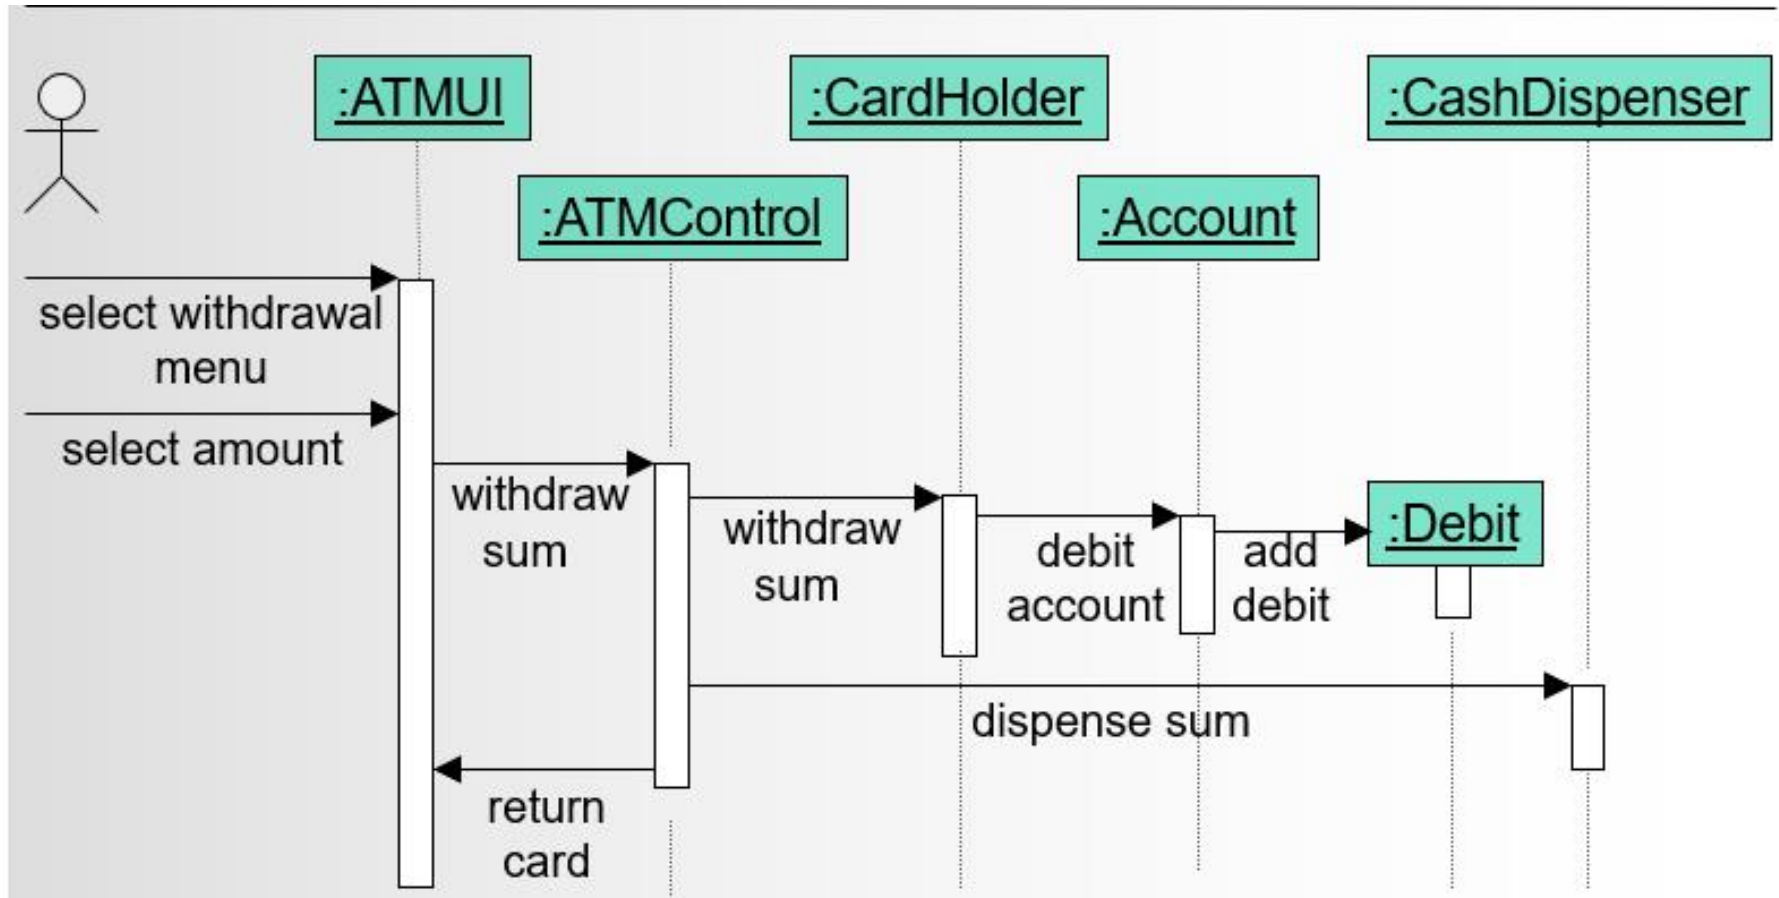 :ATMUI
:CardHolder
:CashDispenser
:ATMControl
:Account
select withdrawal
menu
select amount
withdraw
sum
withdraw
sum
debit
account
add
debit
:Debit
dispense sum
return
card